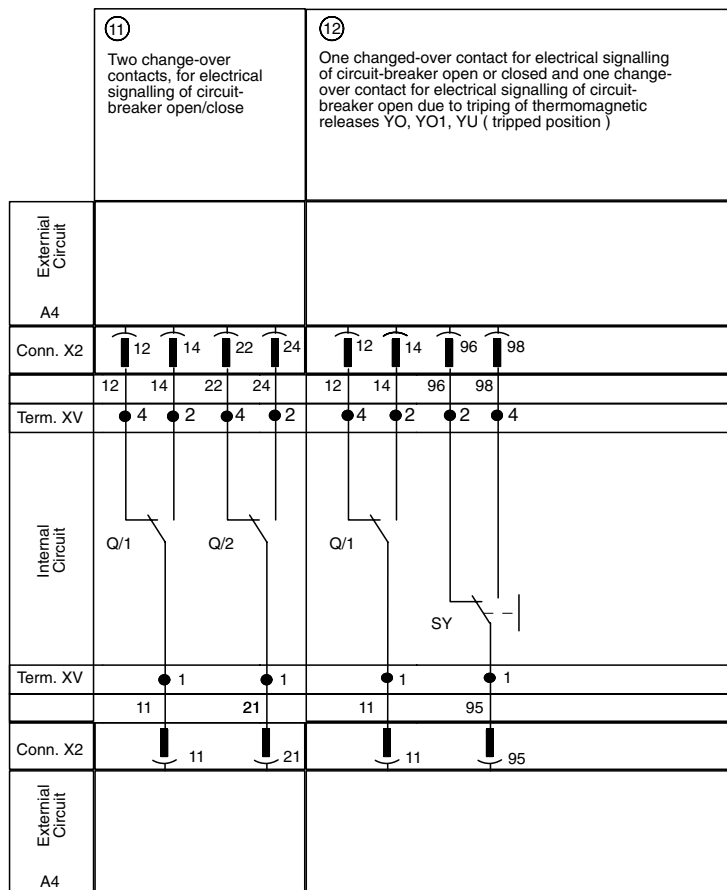 11
Two change-over
contacts, for electrical
signalling of circuit-
breaker open/close
12
One changed-over contact for electrical signalling
of circuit-breaker open or closed and one change-
over contact for electrical signalling of circuit-
breaker open due to triping of thermomagnetic
releases YO, YO1, YU ( tripped position )
Externial
Circuit
A4
Conn. X2 12 14 22 24 12 14 96 98
12 14 22 24 12 14 96 98
Term. XV 4 2 4 2 4 2 2 4
Internal
Circuit
Q/1 Q/2 Q/1
SY
Term. XV 1 1 1 1
11 21 11 95
Conn. X2 11 21 11 95
Externial
Circuit
A4